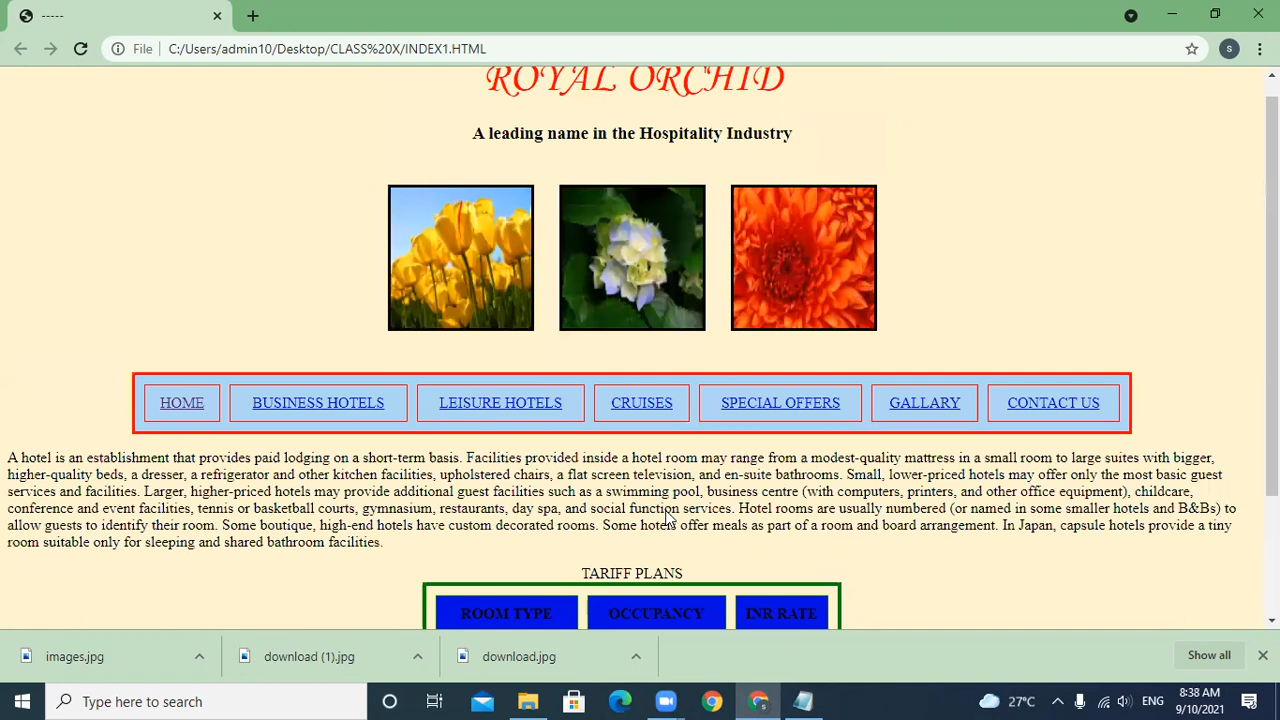 -----
File
C:/Users/admin10/Desktop/CLASS%20X/INDEX1.HTML
S
ROYAL ORCHID
A leading name in the Hospitality Industry
HOME
BUSINESS HOTELS
LEISURE HOTELS
CRUISES
SPECIAL OFFERS
GALLARY
CONTACT US
A hotel is an establishment that provides paid lodging on a short-term basis. Facilities provided inside a hotel room may range from a modest-quality mattress in a small room to large suites with bigger,
higher-quality beds, a dresser, a refrigerator and other kitchen facilities, upholstered chairs, a flat screen television, and en-suite bathrooms. Small, lower-priced hotels may offer only the most basic guest
services and facilities. Larger, higher-priced hotels may provide additional guest facilities such as a swimming pool, business centre (with computers, printers, and other office equipment), childcare,
conference and event facilities, tennis or basketball courts, gymnasium, restaurants, day spa, and social function services. Hotel rooms are usually numbered (or named in some smaller hotels and B&Bs) to
allow guests to identify their room. Some boutique, high-end hotels have custom decorated rooms. Some hotels offer meals as part of a room and board arrangement. In Japan, capsule hotels provide a tiny
room suitable only for sleeping and shared bathroom facilities.
TARIFF PLANS
ROOM TYPE
OCCUPANCY
INR RATE
images.jpg
download (1).jpg
download.jpg
Show all
Type here to search
27°C
ENG
8:38 AM
9/10/2021